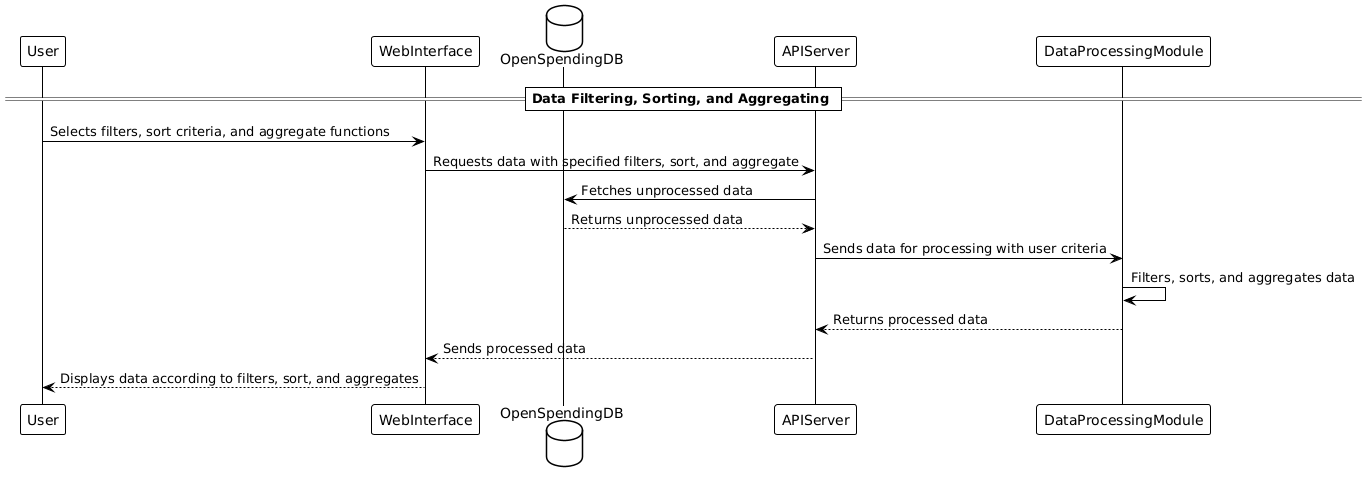 User
WebInterface
OpenSpendingDB
APIServer
DataProcessingModule
Data Filtering, Sorting, and Aggregating
Selects filters, sort criteria, and aggregate functions
Requests data with specified filters, sort, and aggregate
Fetches unprocessed data
Returns unprocessed data
Sends data for processing with user criteria
Filters, sorts, and aggregates data
Returns processed data
Sends processed data
Displays data according to filters, sort, and aggregates
User
WebInterface
OpenSpendingDB
APIServer
DataProcessingModule